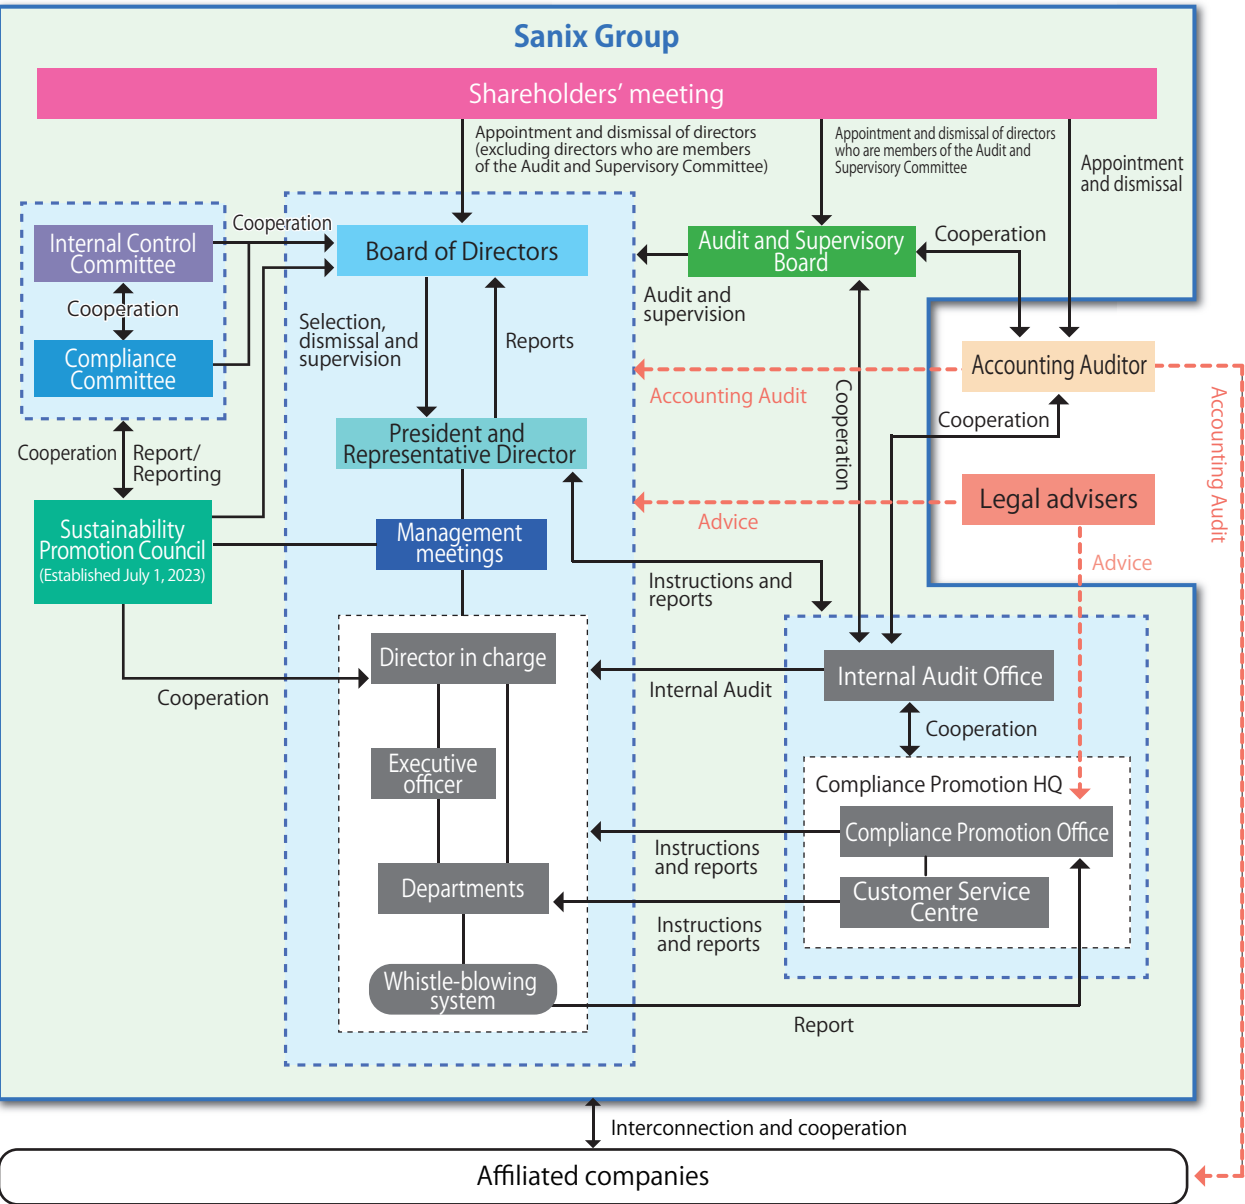 Sanix Group
Shareholders’ meeting
Appointment and dismissal of directors
(excluding directors who are members
of the Audit and Supervisory Committee)
Appointment and dismissal of directors
who are members of the Audit and
Supervisory Committee
Appointment
and dismissal
Internal Control
Committee
Cooperation
Compliance
Committee
Cooperation
Board of Directors
Audit and Supervisory
Board
Cooperation
Audit and
supervision
Selection,
dismissal and
supervision
Reports
Accounting Auditor
Accounting Audit
Accounting Audit
Cooperation
Cooperation
President and
Representative Director
Cooperation
Report/
Reporting
Sustainability
Promotion Council
(Established July 1, 2023)
Management
meetings
Legal advisers
Advice
Advice
Instructions and
reports
Director in charge
Cooperation
Internal Audit
Internal Audit Office
Cooperation
Executive
officer
Compliance Promotion HQ
Compliance Promotion Office
Instructions
and reports
Departments
Customer Service
Centre
Instructions
and reports
Whistle-blowing
system
Report
Interconnection and cooperation
Affiliated companies